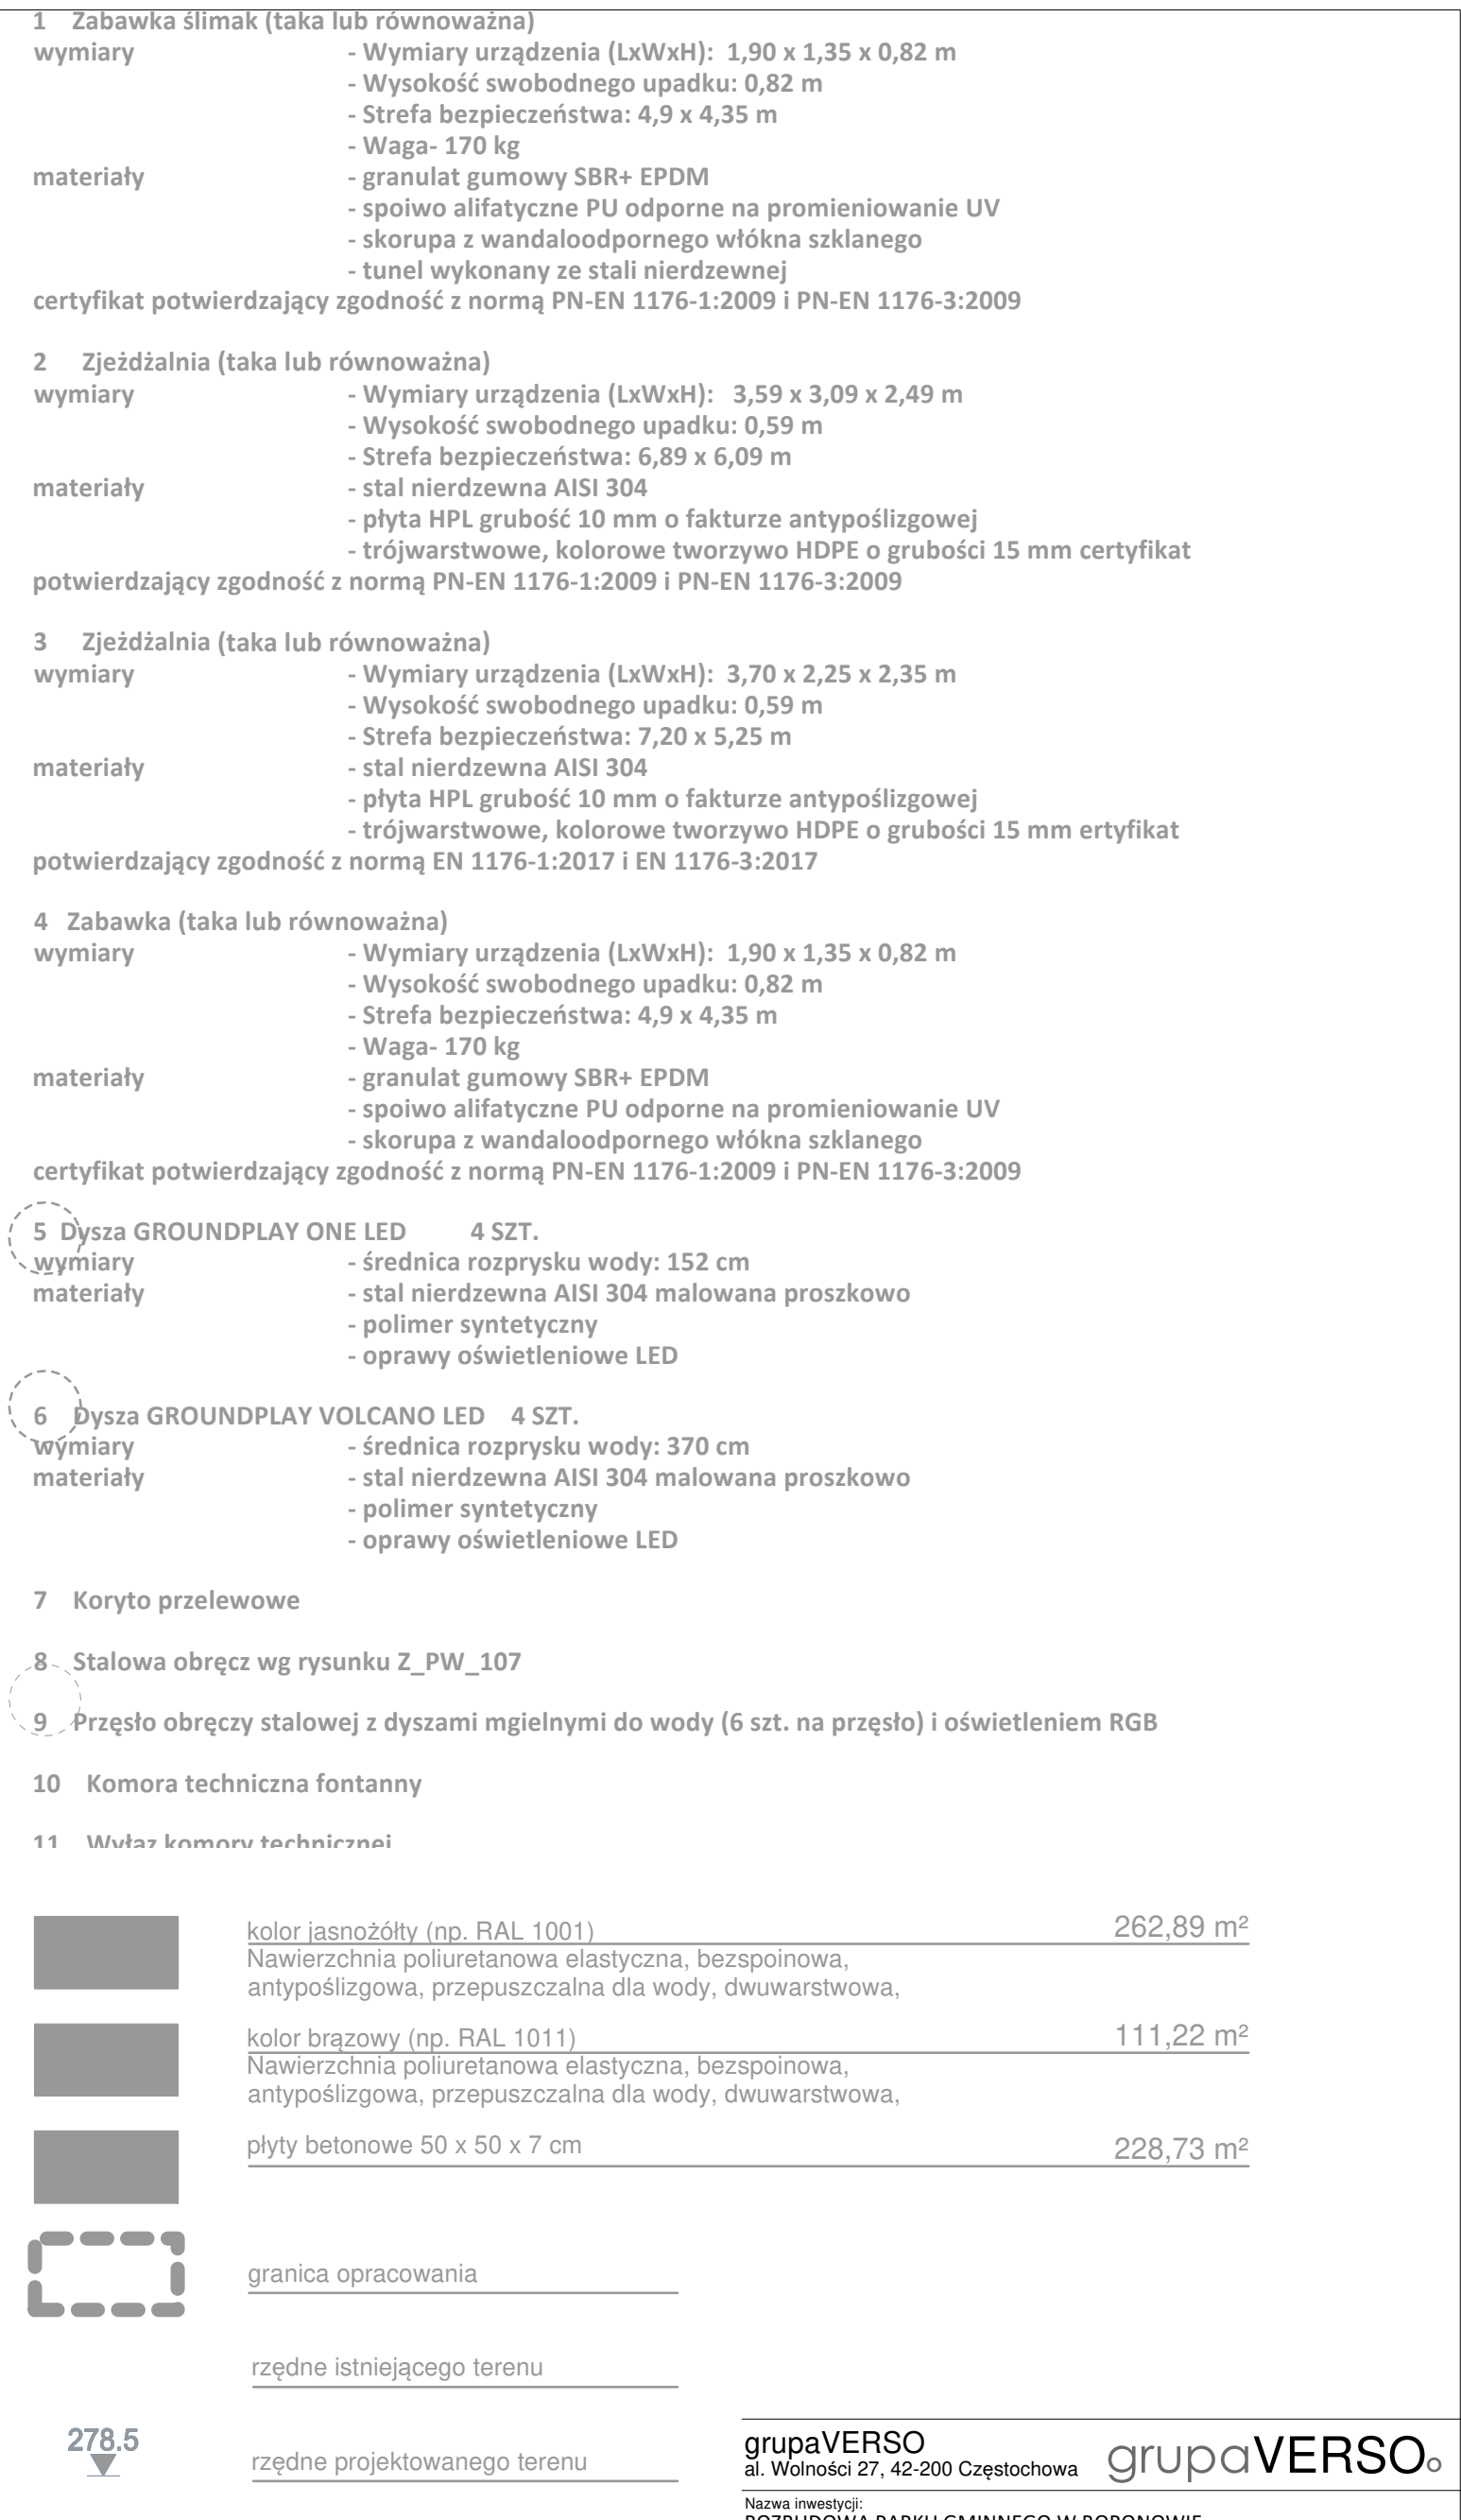 1 Zabawka ślimak (taka lub równoważna)
wymiary - Wymiary urządzenia (LxWxH): 1,90 x 1,35 x 0,82 m
- Wysokość swobodnego upadku: 0,82 m
- Strefa bezpieczeństwa: 4,9 x 4,35 m
- Waga- 170 kg
materiały - granulat gumowy SBR+ EPDM
- spoiwo alifatyczne PU odporne na promieniowanie UV
- skorupa z wandaloodpornego włókna szklanego
- tunel wykonany ze stali nierdzewnej
certyfikat potwierdzający zgodność z normą PN-EN 1176-1:2009 i PN-EN 1176-3:2009
2 Zjeżdżalnia (taka lub równoważna)
wymiary - Wymiary urządzenia (LxWxH): 3,59 x 3,09 x 2,49 m
- Wysokość swobodnego upadku: 0,59 m
- Strefa bezpieczeństwa: 6,89 x 6,09 m
materiały - stal nierdzewna AISI 304
- płyta HPL grubość 10 mm o fakturze antypoślizgowej
- trójwarstwowe, kolorowe tworzywo HDPE o grubości 15 mm certyfikat
potwierdzający zgodność z normą PN-EN 1176-1:2009 i PN-EN 1176-3:2009
3 Zjeżdżalnia (taka lub równoważna)
wymiary - Wymiary urządzenia (LxWxH): 3,70 x 2,25 x 2,35 m
- Wysokość swobodnego upadku: 0,59 m
- Strefa bezpieczeństwa: 7,20 x 5,25 m
materiały - stal nierdzewna AISI 304
- płyta HPL grubość 10 mm o fakturze antypoślizgowej
- trójwarstwowe, kolorowe tworzywo HDPE o grubości 15 mm ertyfikat
potwierdzający zgodność z normą EN 1176-1:2017 i EN 1176-3:2017
4 Zabawka (taka lub równoważna)
wymiary - Wymiary urządzenia (LxWxH): 1,90 x 1,35 x 0,82 m
- Wysokość swobodnego upadku: 0,82 m
- Strefa bezpieczeństwa: 4,9 x 4,35 m
- Waga- 170 kg
materiały - granulat gumowy SBR+ EPDM
- spoiwo alifatyczne PU odporne na promieniowanie UV
- skorupa z wandaloodpornego włókna szklanego
certyfikat potwierdzający zgodność z normą PN-EN 1176-1:2009 i PN-EN 1176-3:2009
5 Dysza GROUNDPLAY ONE LED 4 SZT.
wymiary - średnica rozprysku wody: 152 cm
materiały - stal nierdzewna AISI 304 malowana proszkowo
- polimer syntetyczny
- oprawy oświetleniowe LED
6 Dysza GROUNDPLAY VOLCANO LED 4 SZT.
wymiary - średnica rozprysku wody: 370 cm
materiały - stal nierdzewna AISI 304 malowana proszkowo
- polimer syntetyczny
- oprawy oświetleniowe LED
7 Koryto przelewowe
8 Stalowa obręcz wg rysunku Z_PW_107
9 Przęsło obręczy stalowej z dyszami mgielnymi do wody (6 szt. na przęsło) i oświetleniem RGB
10 Komora techniczna fontanny
11 Wyłaz komory technicznej
kolor jasnożółty (np. RAL 1001) 262,89 m²
Nawierzchnia poliuretanowa elastyczna, bezspoinowa,
antypoślizgowa, przepuszczalna dla wody, dwuwarstwowa,
kolor brązowy (np. RAL 1011) 111,22 m²
Nawierzchnia poliuretanowa elastyczna, bezspoinowa,
antypoślizgowa, przepuszczalna dla wody, dwuwarstwowa,
płyty betonowe 50 x 50 x 7 cm 228,73 m²
granica opracowania
rzędne istniejącego terenu
278.5
rzędne projektowanego terenu
grupaVERSO
al. Wolności 27, 42-200 Częstochowa
grupaVERSO
Nazwa inwestycji:
ROZBUDOWA PARKU GMINNEGO W BORONOWIE